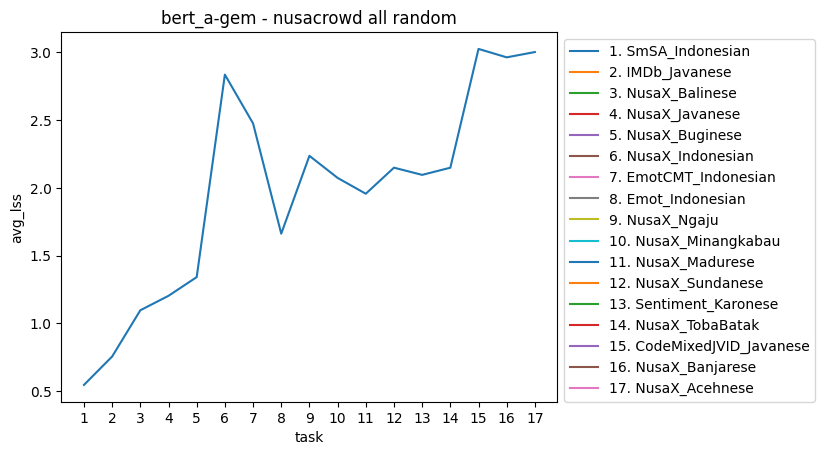 bert_a-gem - nusacrowd all random
avg_lss
3.0
2.5
2.0
1.5
1.0
0.5
1 2 3 4 5 6 7 8 9 10 11 12 13 14 15 16 17
task
1. SmSA_Indonesian
2. IMDb_Javanese
3. NusaX_Balinese
4. NusaX_Javanese
5. NusaX_Buginese
6. NusaX_Indonesian
7. EmotCMT_Indonesian
8. Emot_Indonesian
9. NusaX_Ngaju
10. NusaX_Minangkabau
11. NusaX_Madurese
12. NusaX_Sundanese
13. Sentiment_Karonese
14. NusaX_TobaBatak
15. CodeMixedJVID_Javanese
16. NusaX_Banjarese
17. NusaX_Acehnese